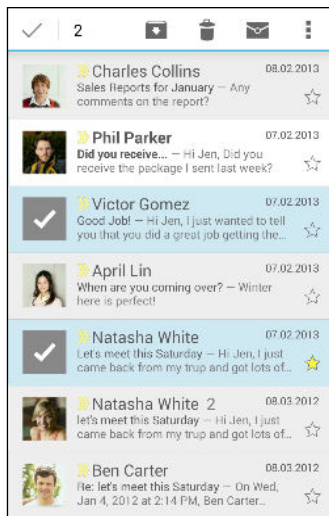 2
Charles Collins 08.02.2013
Sales Reports for January — Any
comments on the report?
Phil Parker 07.02.2013
Did you receive... — Hi Jen, Did you
receive the package I sent last week?
Victor Gomez 07.02.2013
Good Job! — Hi Jen, I just wanted to tell
you that you did a great job getting the...
April Lin 07.02.2013
When are you coming over? — Winter
here is perfect!
Natasha White 07.02.2013
Let's meet this Saturday — Hi Jen, I just
came back from my trup and got lots of...
Natasha White 2 08.03.2012
let's meet this Saturday — Hi Jen, I just
came back from my trup and got lots of...
Ben Carter 08.03.2012
Re: let's meet this Saturday — On Wed,
Jan 4, 2012 at 2:14 PM, Ben Carter...